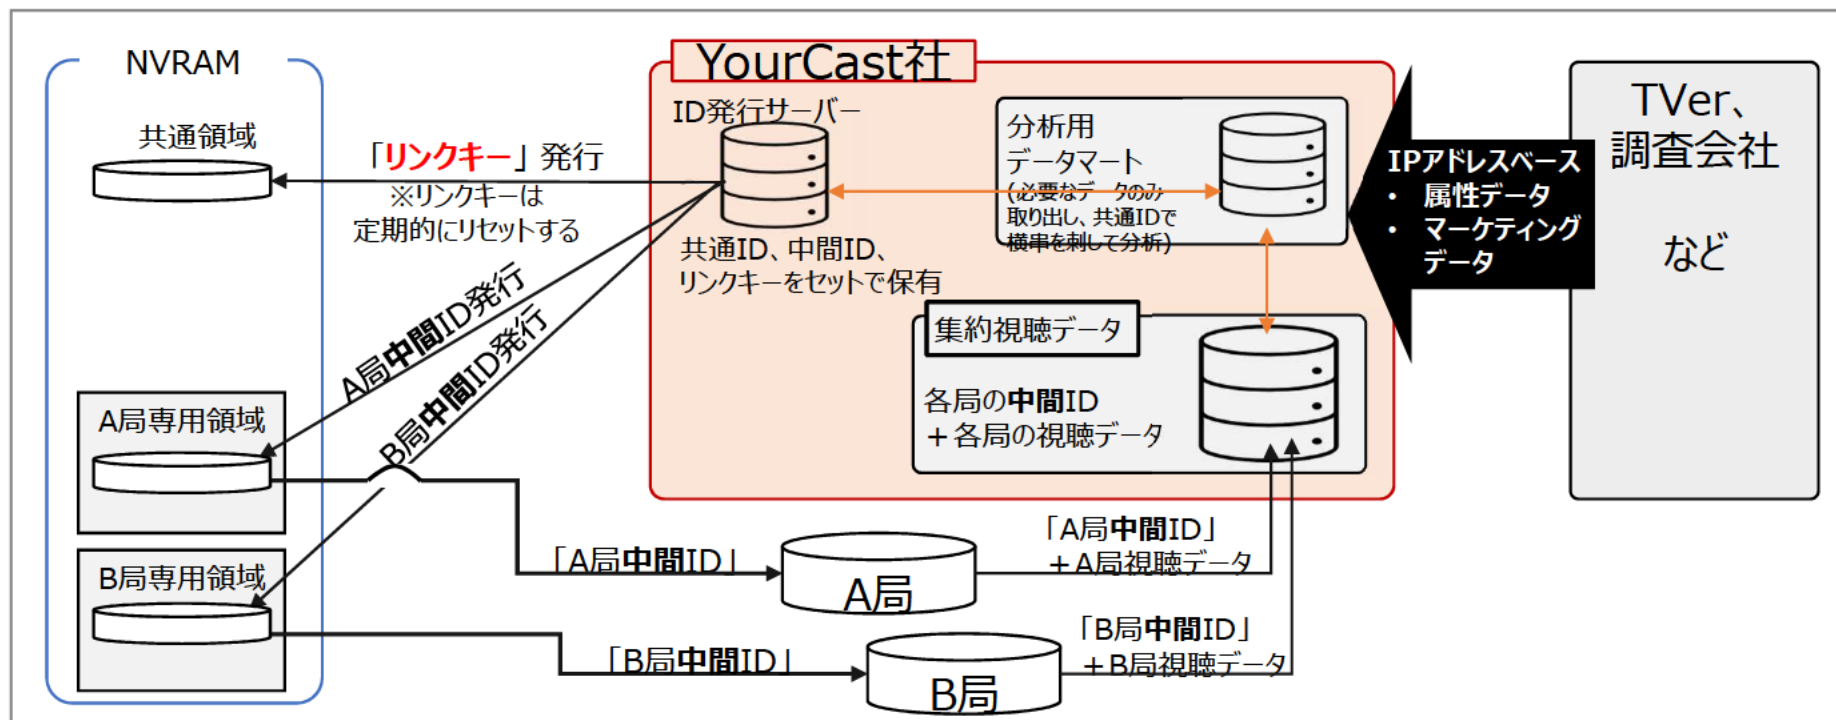 NVRAM
共通領域
「リンクキー」発行
※リンクキーは
定期的にリセットする
A局中間ID発行
B局中間ID発行
A局専用領域
B局専用領域
YourCast社
ID発行サーバー
共通ID、中間ID、
リンクキーをセットで保有
分析用
データマート
(必要なデータのみ
取り出し、共通IDで
横串を刺して分析)
集約視聴データ
各局の中間ID
+各局の視聴データ
IPアドレスベース
・ 属性データ
・ マーケティング
データ
TVer、
調査会社
など
「A局中間ID」
A局
「A局中間ID」
+A局視聴データ
「B局中間ID」
B局
「B局中間ID」
+B局視聴データ